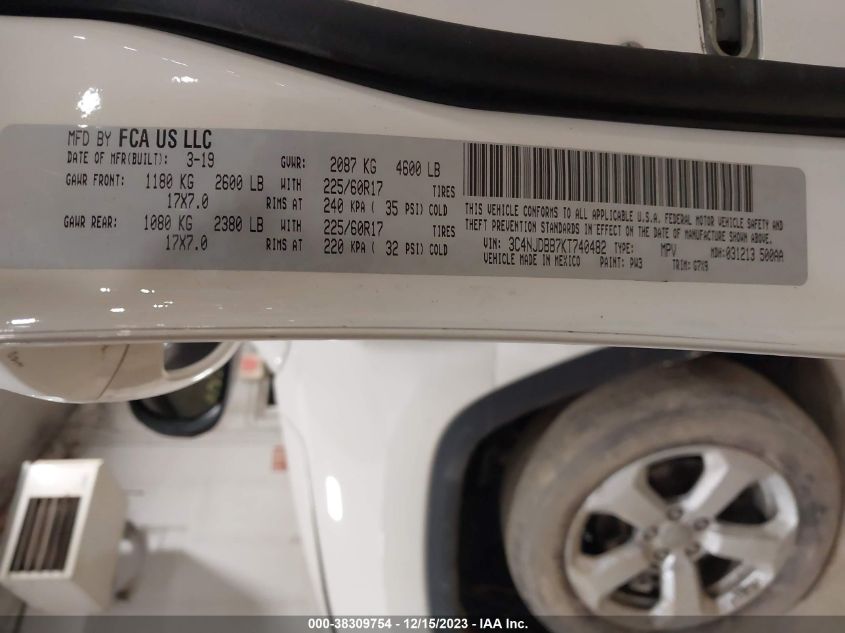 MFD BY FCA US LLC
DATE OF MFR(BUILT): 3-19 GVWR: 2087 KG 4600 LB
GAWR FRONT: 1180 KG 2600 LB WITH 225/60R17 TIRES
17X7.0 RIMS AT 240 KPA ( 35 PSI) COLD
GAWR REAR: 1080 KG 2380 LB WITH 225/60R17 TIRES
17X7.0 RIMS AT 220 KPA ( 32 PSI) COLD
THIS VEHICLE CONFORMS TO ALL APPLICABLE U.S.A. FEDERAL MOTOR VEHICLE SAFETY AND
THEFT PREVENTION STANDARDS IN EFFECT ON THE DATE OF MANUFACTURE SHOWN ABOVE.
VIN: 3C4NJDBB7KT740482 TYPE: MPV MDH:031213 500AA
VEHICLE MADE IN MEXICO PAINT: PW3 TRIM: G7X9
000-38309754 - 12/15/2023 - IAA Inc.